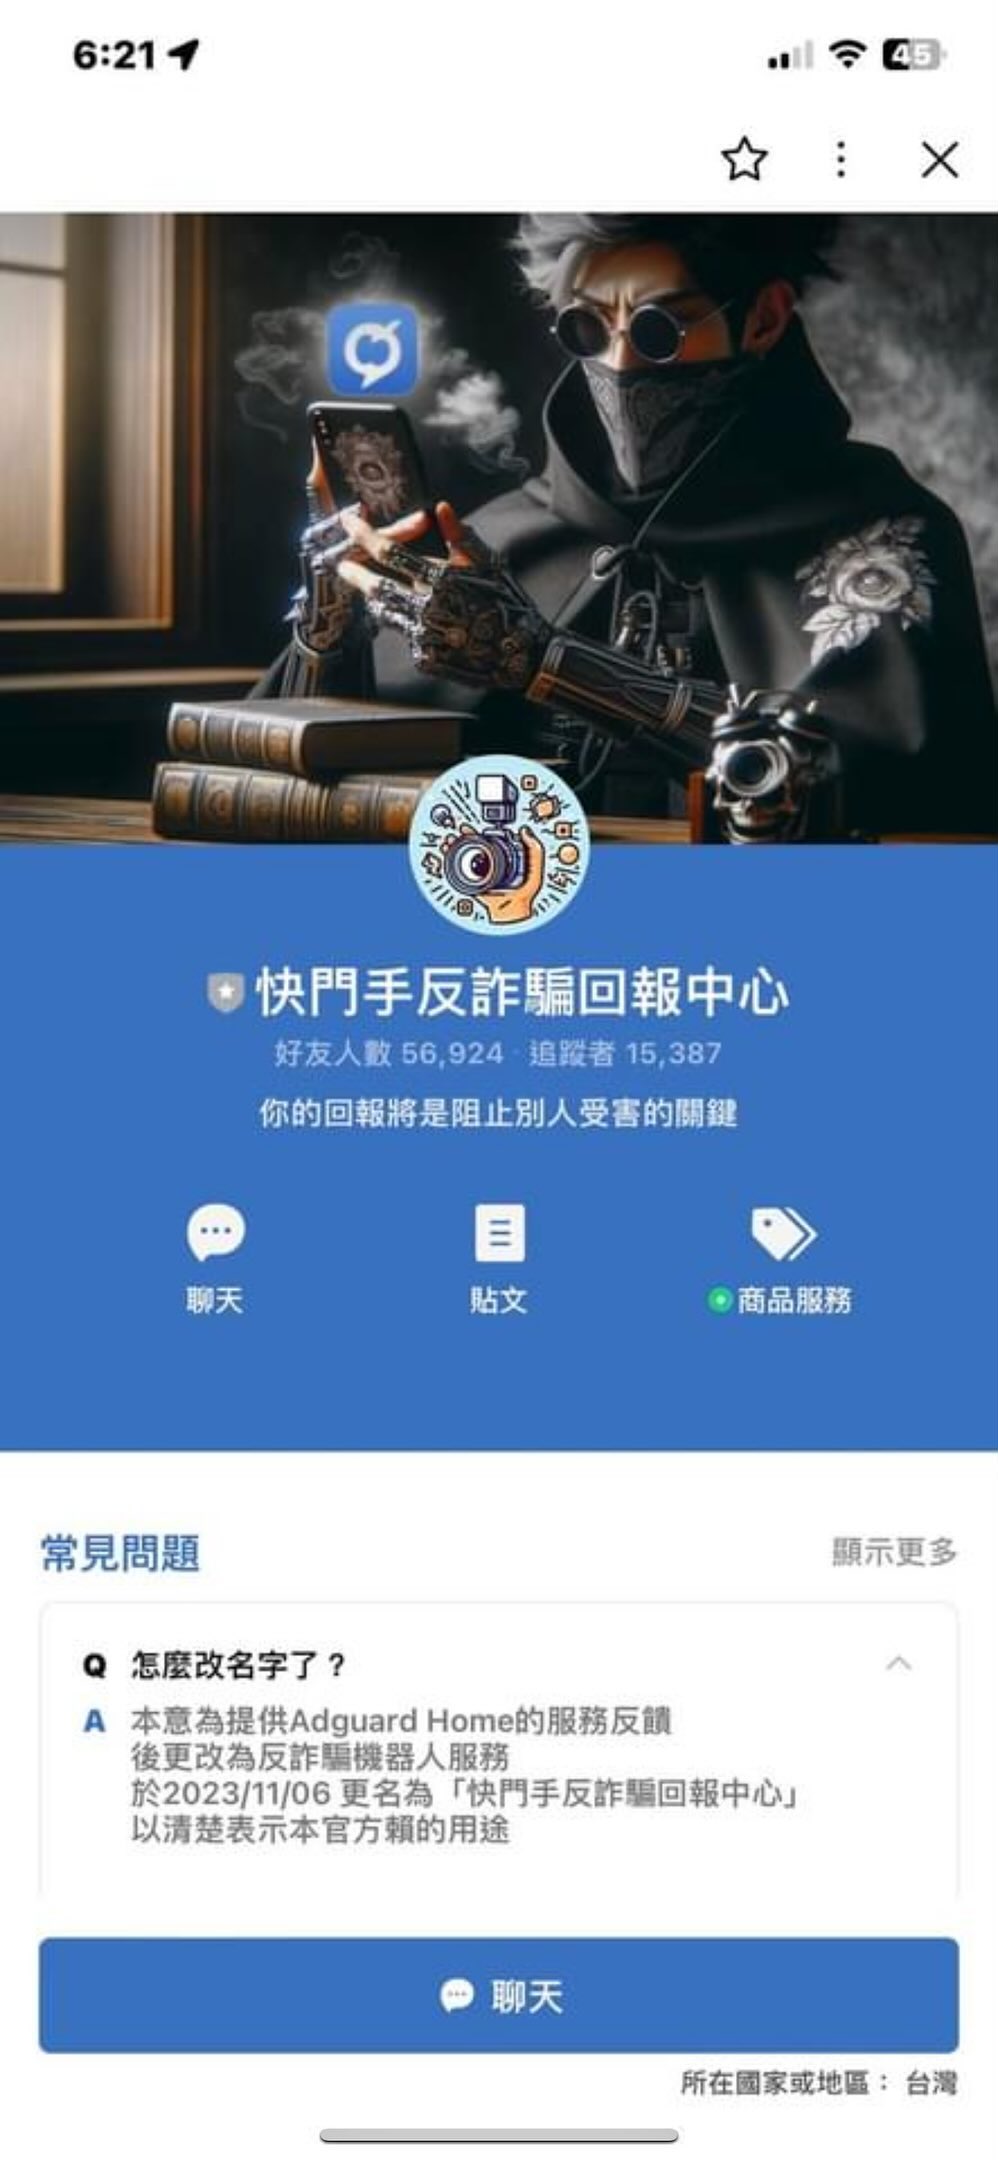 6:21
45
快門手反詐騙回報中心
好友人數 56,924 · 追蹤者 15,387
你的回報將是阻止別人受害的關鍵
聊天 貼文 商品服務
常見問題 顯示更多
Q 怎麼改名字了？
A 本意為提供Adguard Home的服務反饋
後更改為反詐騙機器人服務
於2023/11/06 更名為「快門手反詐騙回報中心」
以清楚表示本官方賴的用途
聊天
所在國家或地區： 台灣